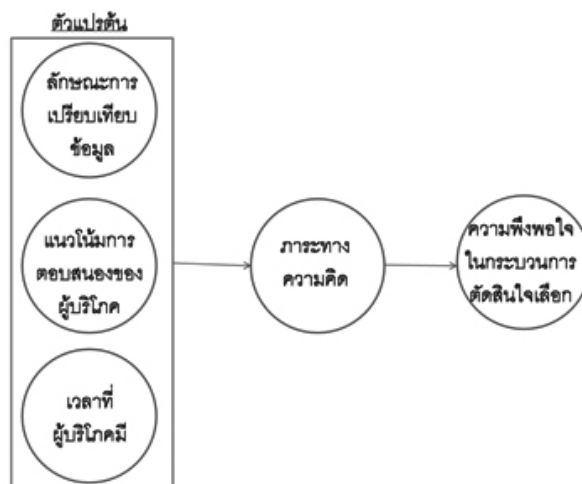 ตัวแปรต้น
ลักษณะการ
เปรียบเทียบ
ข้อมูล
แนวโน้มการ
ตอบสนองของ
ผู้บริโภค
เวลาที่
ผู้บริโภคมี
ภาระทาง
ความคิด
ความพึงพอใจ
ในกระบวนการ
ตัดสินใจเลือก